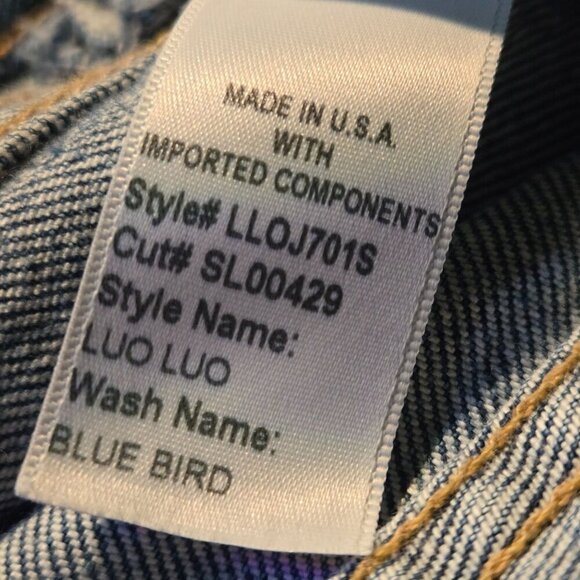 MADE IN U.S.A.
WITH
IMPORTED COMPONENTS
Style# LLOJ701S
Cut# SL00429
Style Name:
LUO LUO
Wash Name:
BLUE BIRD